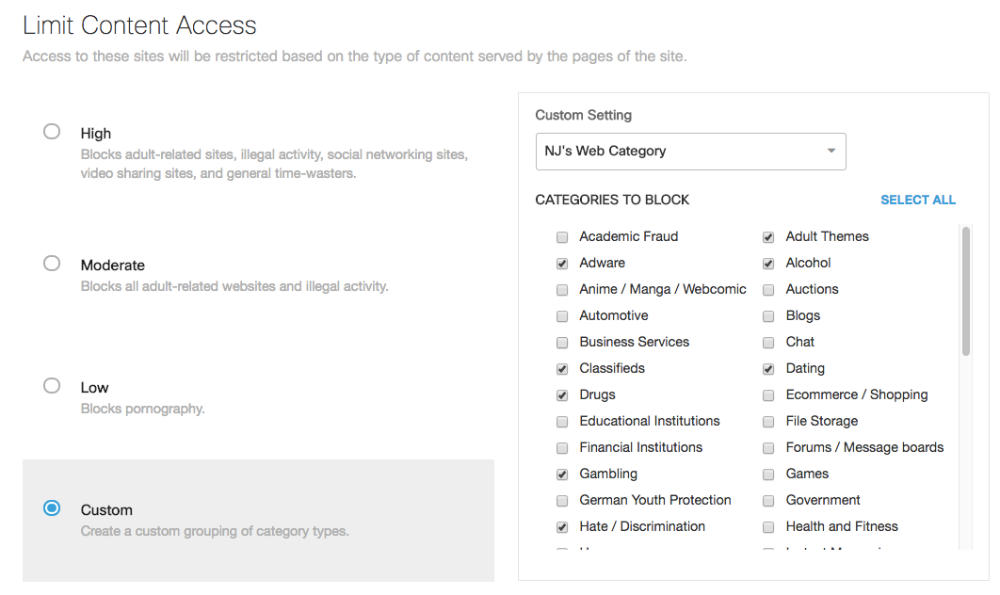 Limit Content Access
Access to these sites will be restricted based on the type of content served by the pages of the site.
High
Blocks adult-related sites, illegal activity, social networking sites,
video sharing sites, and general time-wasters.
Moderate
Blocks all adult-related websites and illegal activity.
Low
Blocks pornography.
Custom
Create a custom grouping of category types.
Custom Setting
NJ's Web Category
CATEGORIES TO BLOCK SELECT ALL
Academic Fraud Adult Themes
Adware Alcohol
Anime / Manga / Webcomic Auctions
Automotive Blogs
Business Services Chat
Classifieds Dating
Drugs Ecommerce / Shopping
Educational Institutions File Storage
Financial Institutions Forums / Message boards
Gambling Games
German Youth Protection Government
Hate / Discrimination Health and Fitness